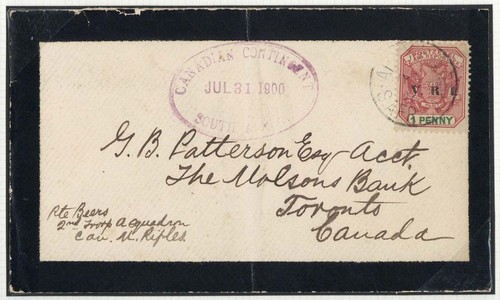 CANADIAN CONTINGENT
JUL 31 1900
SOUTH
V. R. I.
1 PENNY
G. B. Patterson Esq - Acct.
The Molsons Bank
Toronto
Canada
Pte Beers
2nd Troop A Squadron
Can. M. Rifles